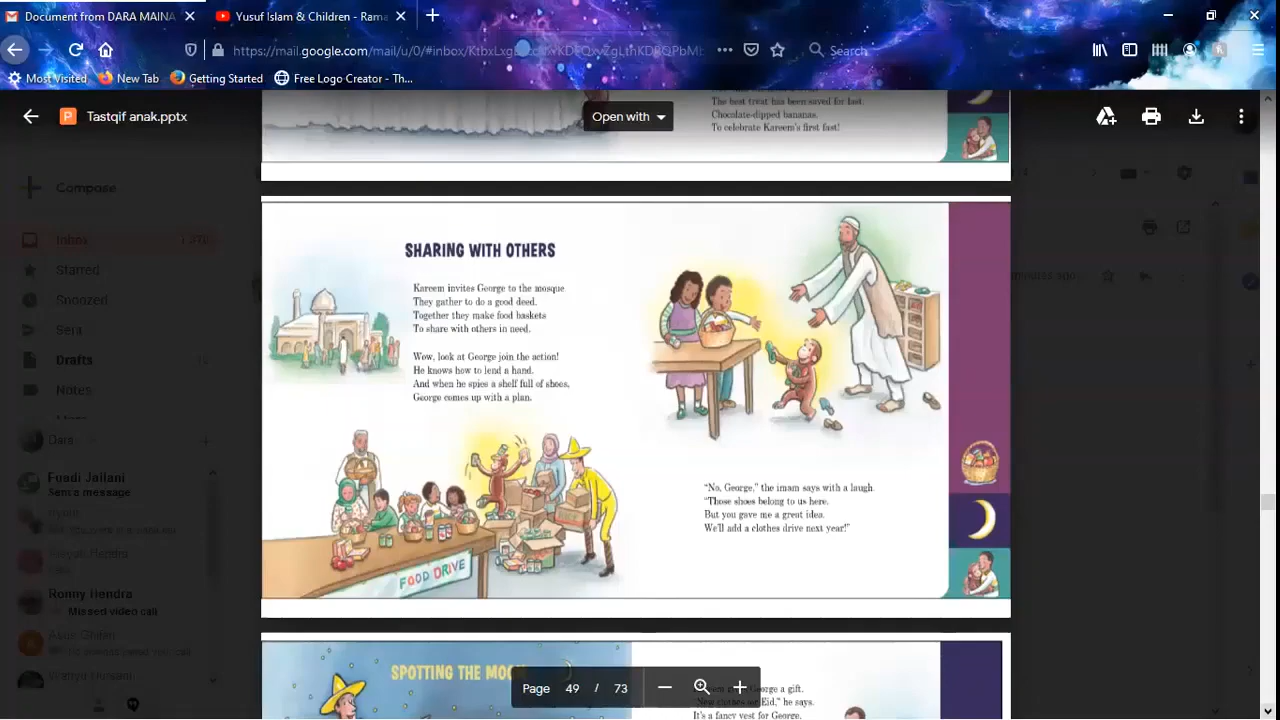 Document from DARA MAINA
Yusuf Islam & Children - Rama
https://mail.google.com/mail/u/0/#inbox/
Search
Most Visited
New Tab
Getting Started
Free Logo Creator - Th...
Tastqif anak.pptx
Open with
The best treat has been saved for last.
Chocolate-dipped bananas.
To celebrate Kareem's first fast!
Compose
Inbox
Starred
Snoozed
Sent
Drafts
Notes
More
Dara
Fuadi Jailani
Sent a message
Hendra
Ronny Hendra
Missed video call
SHARING WITH OTHERS
Kareem invites George to the mosque
They gather to do a good deed.
Together they make food baskets
To share with others in need.
Wow, look at George join the action!
He knows how to lend a hand.
And when he spies a shelf full of shoes,
George comes up with a plan.
FOOD DRIVE
"No, George," the imam says with a laugh.
"Those shoes belong to us here.
But you gave me a great idea.
We'll add a clothes drive next year!"
SPOTTING THE MOON
George a gift.
Eid," he says.
It's a fancy vest for George.
Page 49 / 73